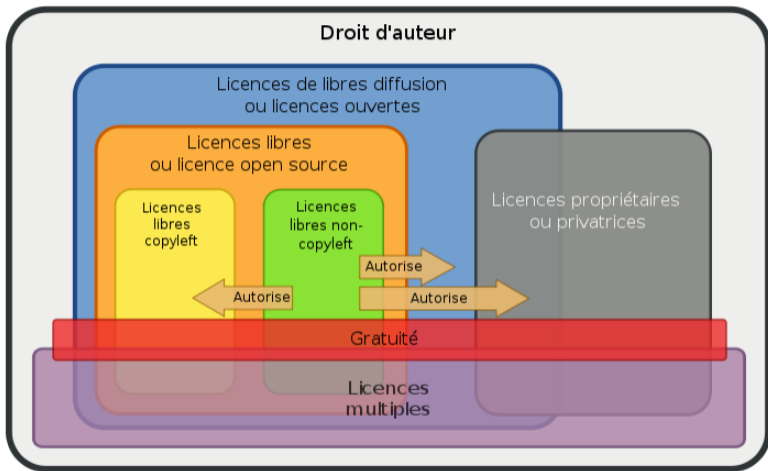 Droit d'auteur
Licences de libres diffusion
ou licences ouvertes
Licences libres
ou licence open source
Licences
libres
copyleft
Licences
libres non-
copyleft
Licences propriétaires
ou privatrices
Autorise
Autorise
Autorise
Gratuité
Licences
multiples